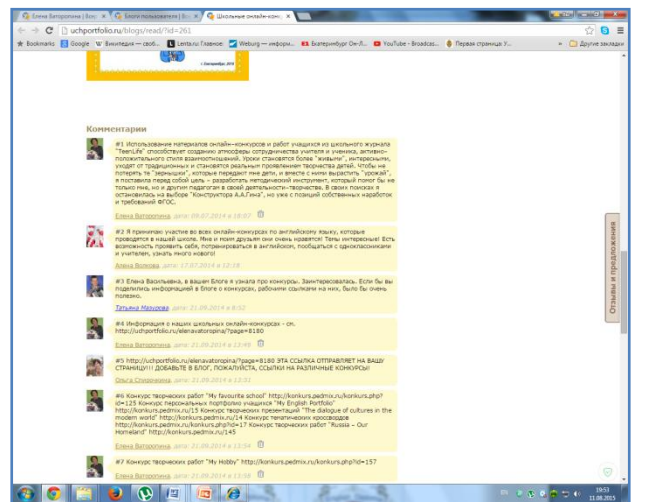 Елена Ваторопина | Вс
Блоги пользователя | Вс
Школьные онлайн-конк
uchportfolio.ru/blogs/read/?id=261
Bookmarks Google Википедия — своб... Lenta.ru: Главное: Weburg — информ... Екатеринбург Он-Л... YouTube - Broadcas... Первая страница У... » Другие закладки
г. Екатеринбург, 2014
Комментарии
#1 Использование материалов онлайн-конкурсов и работ учащихся из школьного журнала
"TeenLife" способствует созданию атмосферы сотрудничества учителя и ученика, активно-
положительного стиля взаимоотношений. Уроки становятся более "живыми", интересными,
уходят от традиционных и становятся реальным проявлением творчества детей. Чтобы не
потерять те "зернышки", которые передают мне дети, и вместе с ними вырастить "урожай",
я поставила перед собой цель - разработать методический инструмент, который помог бы не
только мне, но и другим педагогам в своей деятельности-творчестве. В своих поисках я
остановилась на выборе "Конструктора А.А.Гина", но уже с позиций собственных наработок
и требований ФГОС.
Елена Ваторопина, дата: 09.07.2014 в 18:07
#2 Я принимаю участие во всех онлайн-конкурсах по английскому языку, которые
проводятся в нашей школе. Мне и моим друзьям они очень нравятся! Темы интересные! Есть
возможность проявить себя, потренироваться в английском, пообщаться с одноклассниками
и учителем, узнать много нового!
Алена Волкова, дата: 17.07.2014 в 12:18
#3 Елена Васильевна, в вашем Блоге я узнала про конкурсы. Заинтересовалась. Если бы вы
поделились информацией в блоге о конкурсах, рабочими ссылками на них, было бы очень
полезно.
Татьяна Мазурова, дата: 21.09.2014 в 8:52
#4 Информация о наших школьных онлайн-конкурсах - см.
http://uchportfolio.ru/elenavatoropina/?page=8180
Елена Ваторопина, дата: 21.09.2014 в 13:49
#5 http://uchportfolio.ru/elenavatoropina/?page=8180 ЭТА ССЫЛКА ОТПРАВЛЯЕТ НА ВАШУ
СТРАНИЦУ!!! ДОБАВЬТЕ В БЛОГ, ПОЖАЛУЙСТА, ССЫЛКИ НА РАЗЛИЧНЫЕ КОНКУРСЫ!
Ольга Спиренкина, дата: 21.09.2014 в 13:31
#6 Конкурс творческих работ "My favourite school" http://konkurs.pedmix.ru/konkurs.php?
id=125 Конкурс персональных портфолио учащихся "My English Portfolio"
http://konkurs.pedmix.ru/15 Конкурс творческих презентаций "The dialogue of cultures in the
modern world" http://konkurs.pedmix.ru/14 Конкурс тематических кроссвордов
http://konkurs.pedmix.ru/konkurs.php?id=17 Конкурс творческих работ "Russia - Our
Homeland" http://konkurs.pedmix.ru/145
Елена Ваторопина, дата: 21.09.2014 в 13:54
#7 Конкурс творческих работ "My Hobby" http://konkurs.pedmix.ru/konkurs.php?id=157
Елена Ваторопина, дата: 21.09.2014 в 13:58
Отзывы и предложения
EN
19:53
11.08.2015